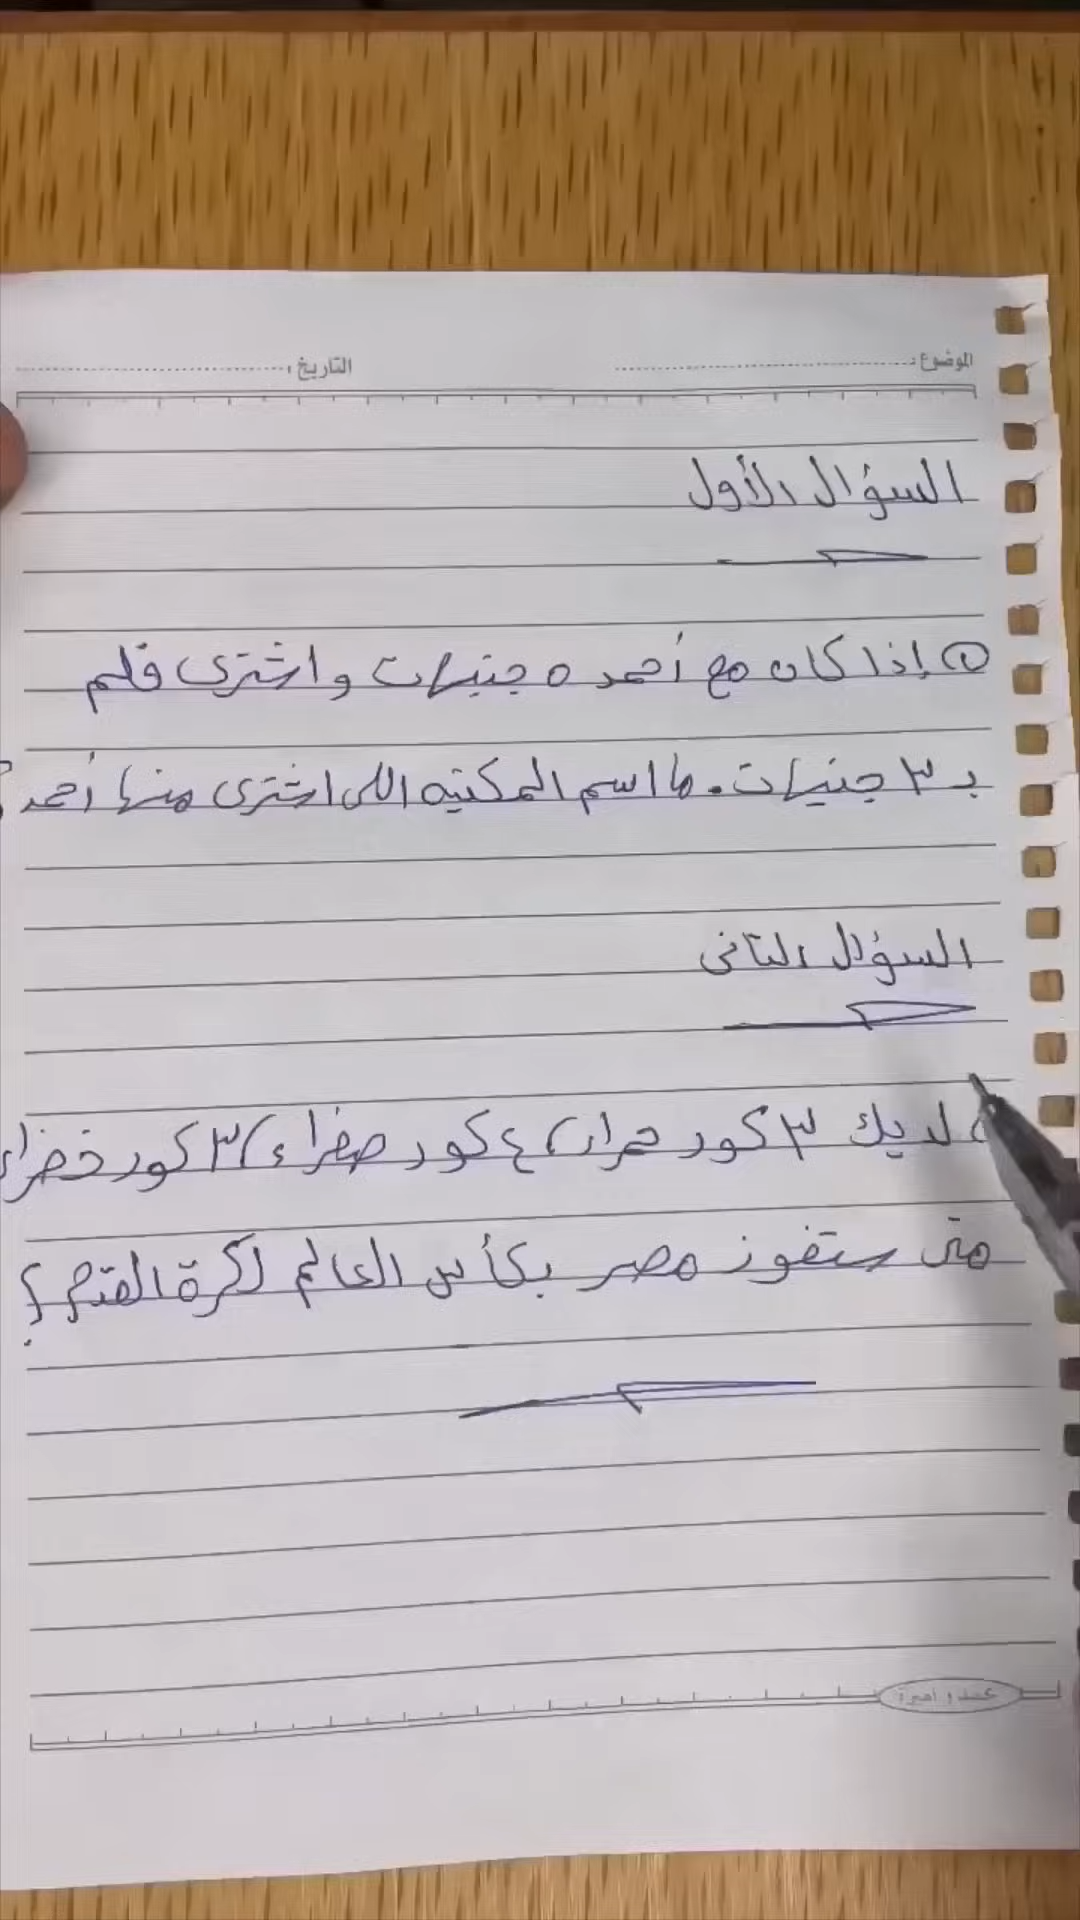 الموضوع: التاريخ:
السؤال الأول
① إذا كان مع أحمد ٥ جنيهات واشترى قلم
بـ ٣ جنيهات. ما اسم المكتبه اللى اشترى منها أحمد؟
السؤال التانى
لديك ٣ كور حمراء، ٤ كور صفراء، ٣ كور خضراء
متى ستفوز مصر بكأس العالم لكرة القدم؟